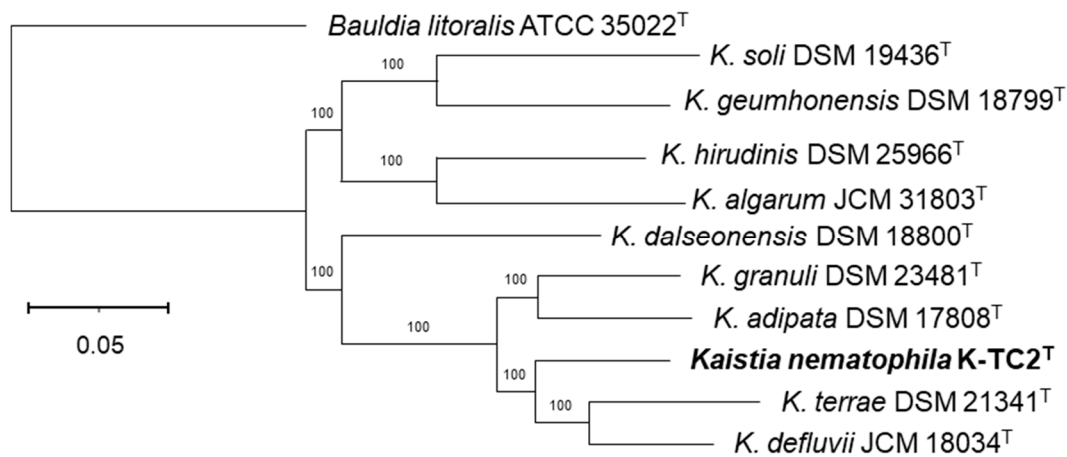 Bauldia litoralis ATCC 35022ᵀ
K. soli DSM 19436ᵀ
100
K. geumhonensis DSM 18799ᵀ
100
K. hirudinis DSM 25966ᵀ
100
K. algarum JCM 31803ᵀ
K. dalseonensis DSM 18800ᵀ
100
K. granuli DSM 23481ᵀ
100
K. adipata DSM 17808ᵀ
100
0.05
Kaistia nematophila K-TC2ᵀ
100
K. terrae DSM 21341ᵀ
100
K. defluvii JCM 18034ᵀ